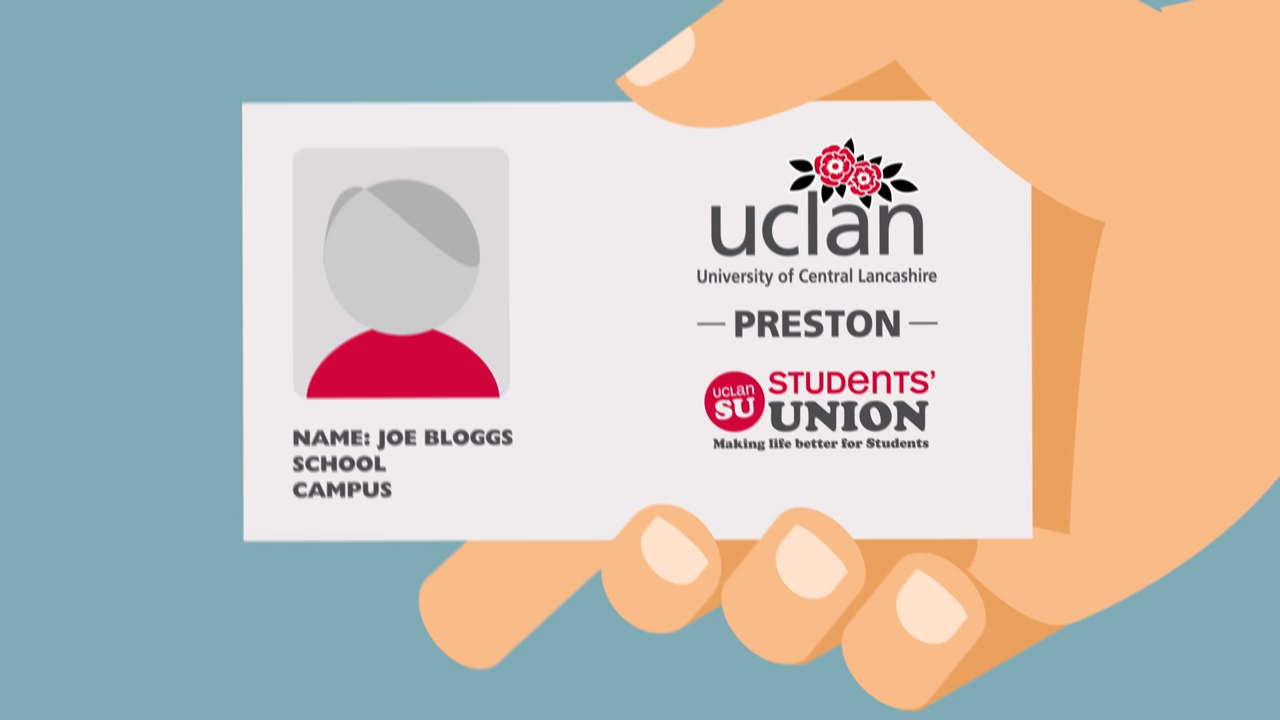 uclan
University of Central Lancashire
PRESTON
UCLan SU STUDENTS' UNION
Making life better for Students
NAME: JOE BLOGGS
SCHOOL
CAMPUS